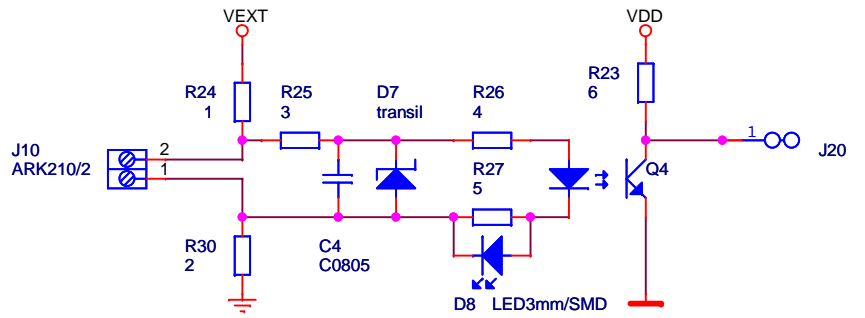 VEXT
VDD
R24
1
R25
3
D7
transil
R26
4
R23
6
J10
ARK210/2
2
1
R27
5
Q4
1
J20
R30
2
C4
C0805
D8 LED3mm/SMD